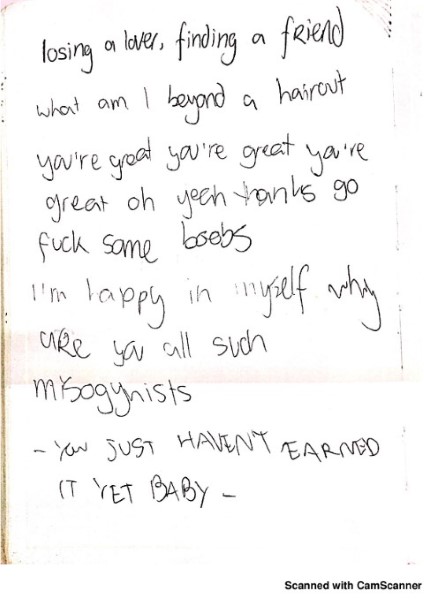 losing a lover, finding a friend
what am I beyond a haircut
you're great you're great you're
great oh yeah thanks go
fuck some boobs
I'm happy in myself why
are you all such
misogynists
- YOU JUST HAVEN'T EARNED
IT YET BABY -
Scanned with CamScanner